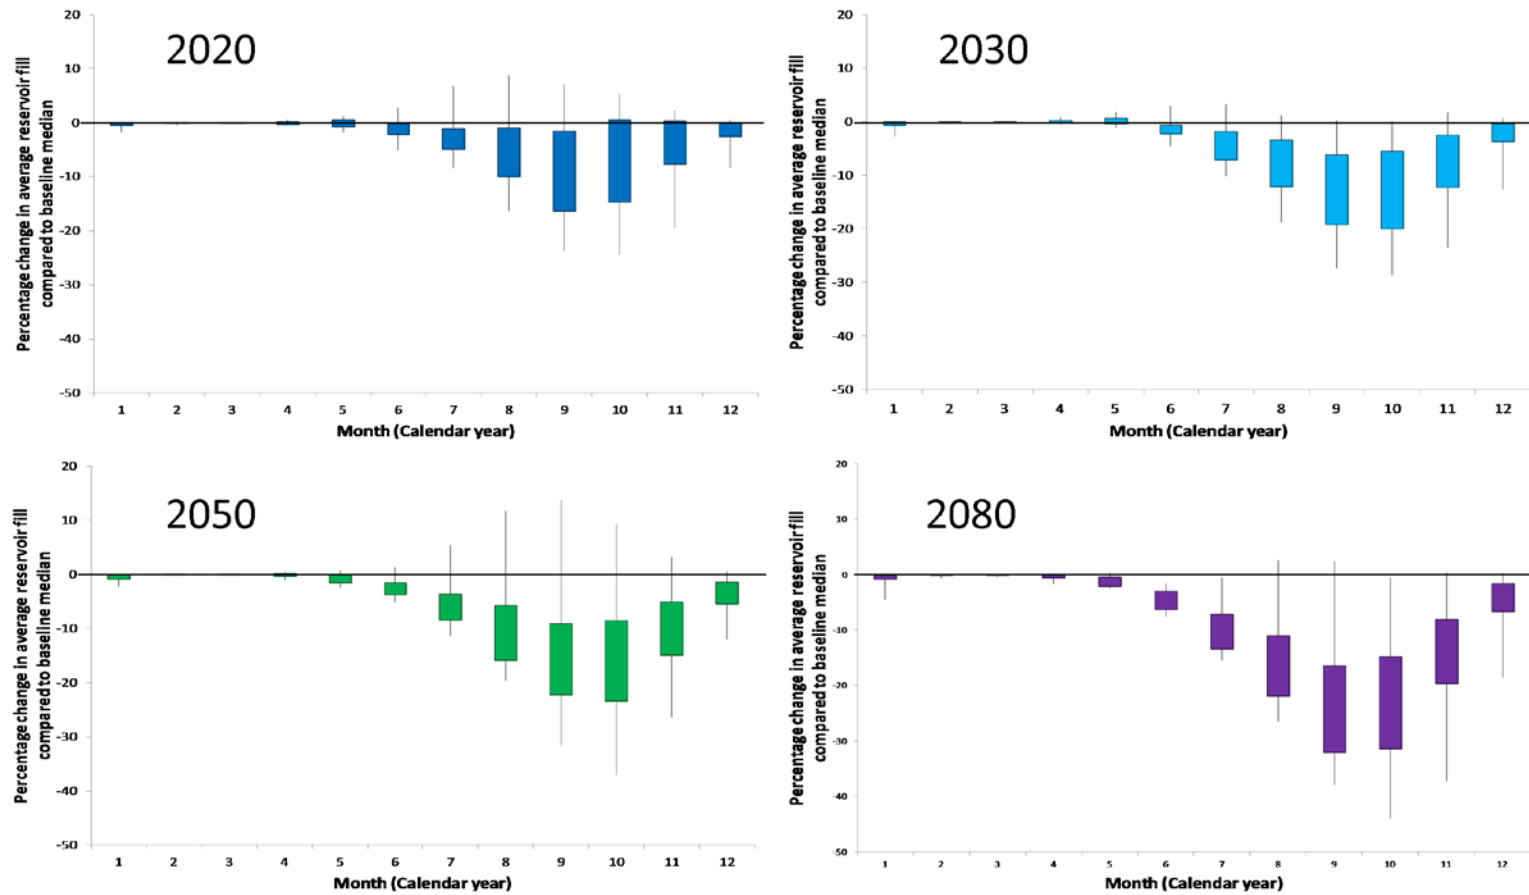 2020
Percentage change in average reservoir fill
compared to baseline median
20
10
0
-10
-20
-30
-40
-50
1 2 3 4 5 6 7 8 9 10 11 12
Month (Calendar year)
2030
Percentage change in average reservoir fill
compared to baseline median
20
10
0
-10
-20
-30
-40
-50
1 2 3 4 5 6 7 8 9 10 11 12
Month (Calendar year)
2050
Percentage change in average reservoir fill
compared to baseline median
20
10
0
-10
-20
-30
-40
-50
1 2 3 4 5 6 7 8 9 10 11 12
Month (Calendar year)
2080
Percentage change in average reservoir fill
compared to baseline median
20
10
0
-10
-20
-30
-40
-50
1 2 3 4 5 6 7 8 9 10 11 12
Month (Calendar year)